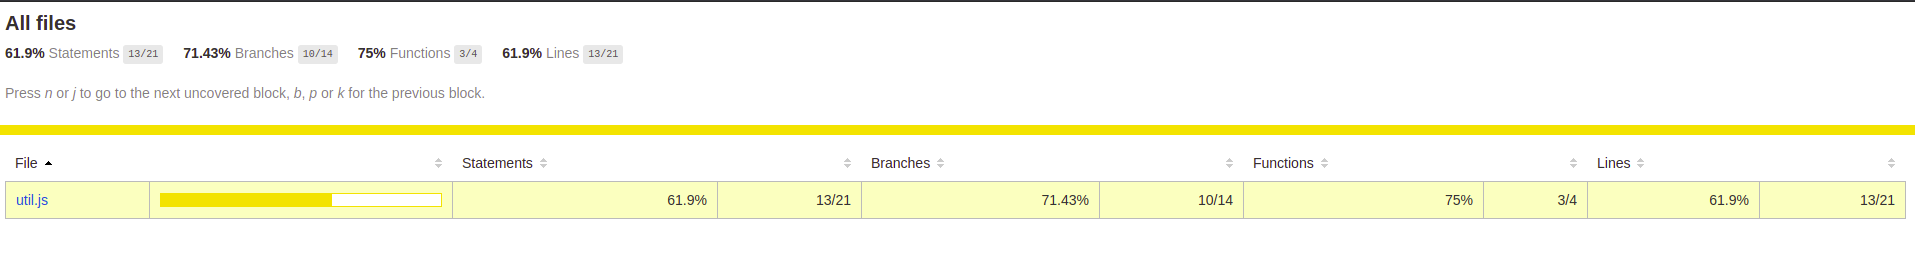 All files
61.9% Statements 13/21 71.43% Branches 10/14 75% Functions 3/4 61.9% Lines 13/21
Press n or j to go to the next uncovered block, b, p or k for the previous block.
File Statements Branches Functions Lines
util.js 61.9% 13/21 71.43% 10/14 75% 3/4 61.9% 13/21